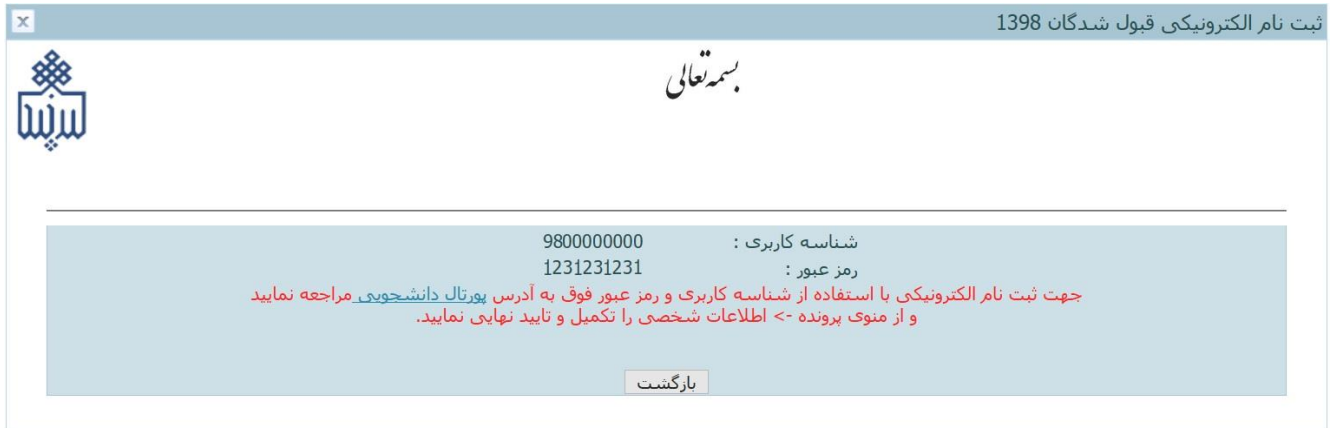 ثبت نام الکترونیکی قبول شدگان 1398
بسمه تعالی
شناسه کاربری : 9800000000
رمز عبور : 1231231231
جهت ثبت نام الکترونیکی با استفاده از شناسه کاربری و رمز عبور فوق به آدرس پورتال دانشجویی مراجعه نمایید
و از منوی پرونده -> اطلاعات شخصی را تکمیل و تایید نهایی نمایید.
بازگشت